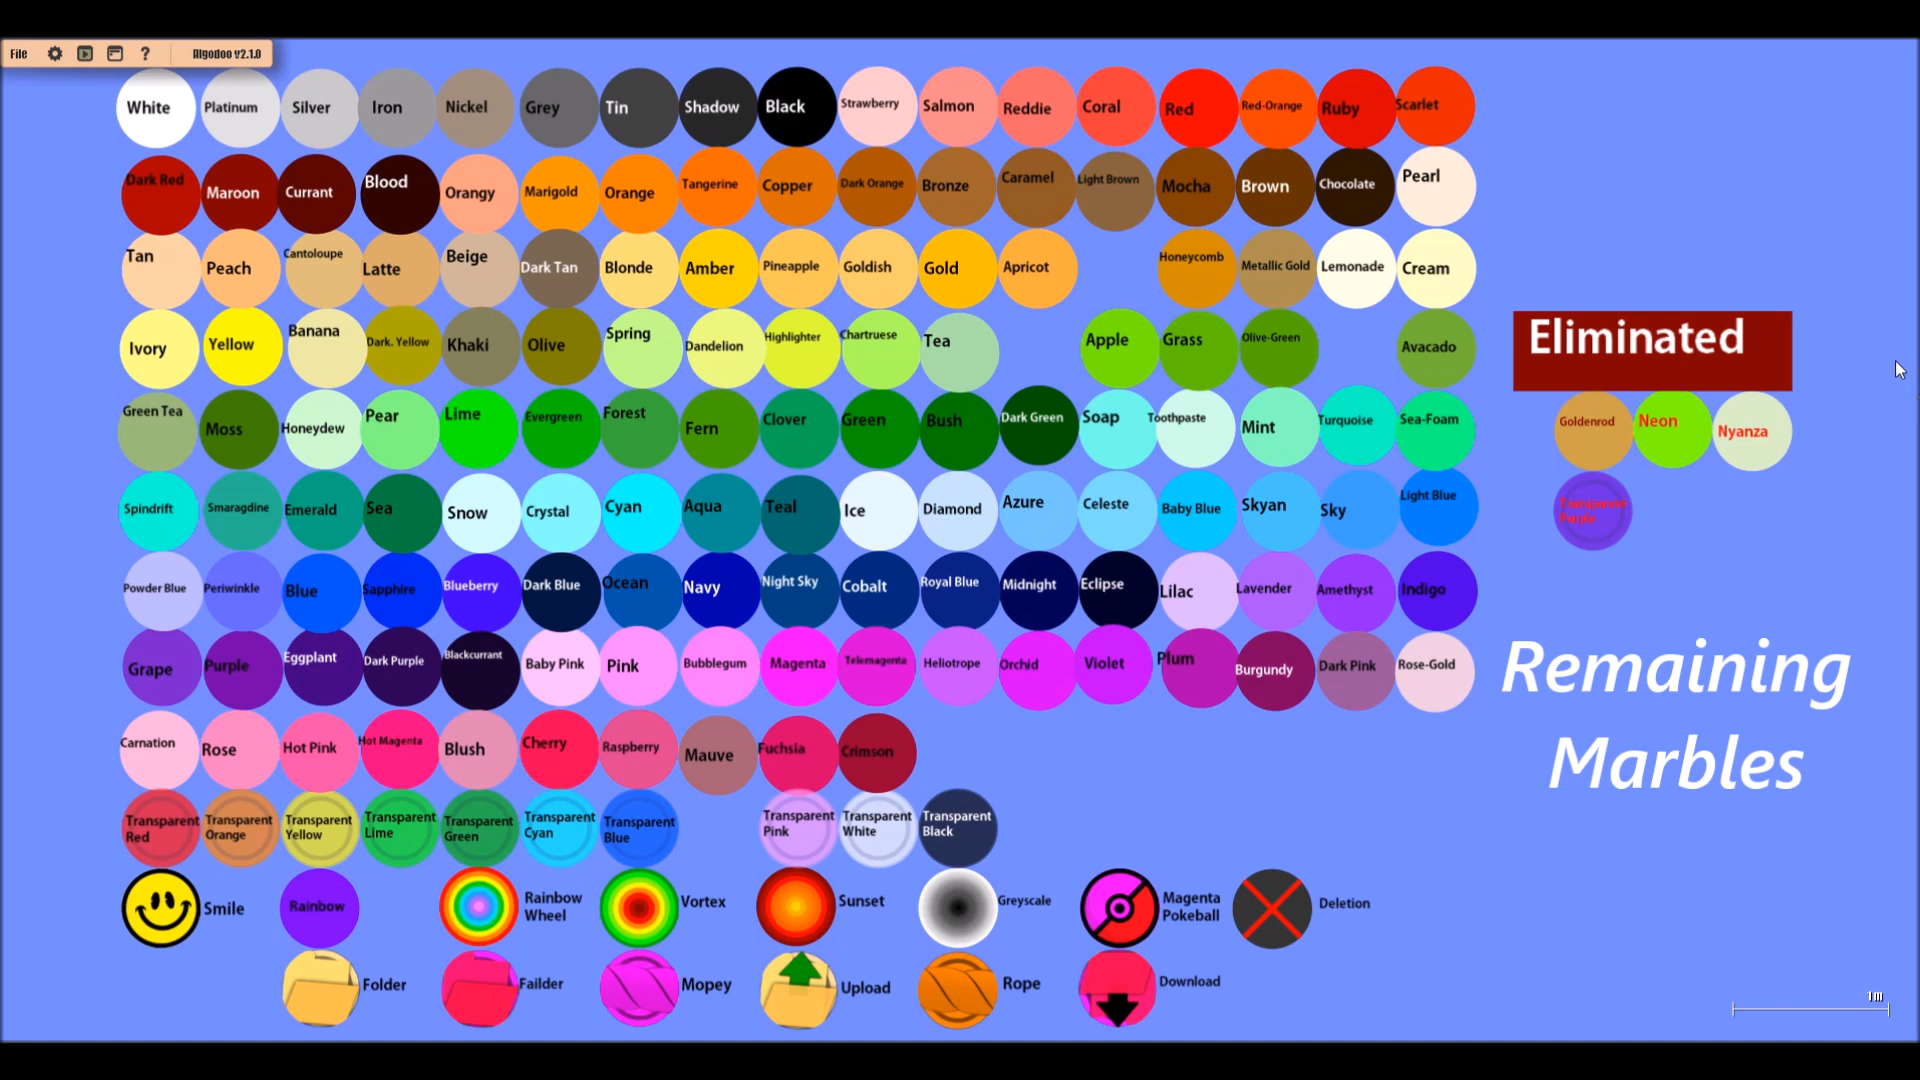 File ? Algodoo v2.1.0
White Platinum Silver Iron Nickel Grey Tin Shadow Black Strawberry Salmon Reddie Coral Red Red-Orange Ruby Scarlet
Dark Red Maroon Currant Blood Orangy Marigold Orange Tangerine Copper Dark Orange Bronze Caramel Light Brown Mocha Brown Chocolate Pearl
Tan Peach Cantoloupe Latte Beige Dark Tan Blonde Amber Pineapple Goldish Gold Apricot Honeycomb Metallic Gold Lemonade Cream
Ivory Yellow Banana Dark. Yellow Khaki Olive Spring Dandelion Highlighter Chartruese Tea Apple Grass Olive-Green Avacado
Eliminated
Green Tea Moss Honeydew Pear Lime Evergreen Forest Fern Clover Green Bush Dark Green Soap Toothpaste Mint Turquoise Sea-Foam
Goldenrod Neon Nyanza
Spindrift Smaragdine Emerald Sea Snow Crystal Cyan Aqua Teal Ice Diamond Azure Celeste Baby Blue Skyan Sky Light Blue
Transparent
Purple
Powder Blue Periwinkle Blue Sapphire Blueberry Dark Blue Ocean Navy Night Sky Cobalt Royal Blue Midnight Eclipse Lilac Lavender Amethyst Indigo
Grape Purple Eggplant Dark Purple Blackcurrant Baby Pink Pink Bubblegum Magenta Telemagenta Heliotrope Orchid Violet Plum Burgundy Dark Pink Rose-Gold
Remaining
Marbles
Carnation Rose Hot Pink Hot Magenta Blush Cherry Raspberry Mauve Fuchsia Crimson
Transparent Transparent Transparent Transparent Transparent Transparent Transparent Transparent Transparent Transparent
Red Orange Yellow Lime Green Cyan Blue Pink White Black
Smile Rainbow Rainbow Vortex Sunset Greyscale Magenta Deletion
Wheel Pokeball
Folder Failder Mopey Upload Rope Download
1m